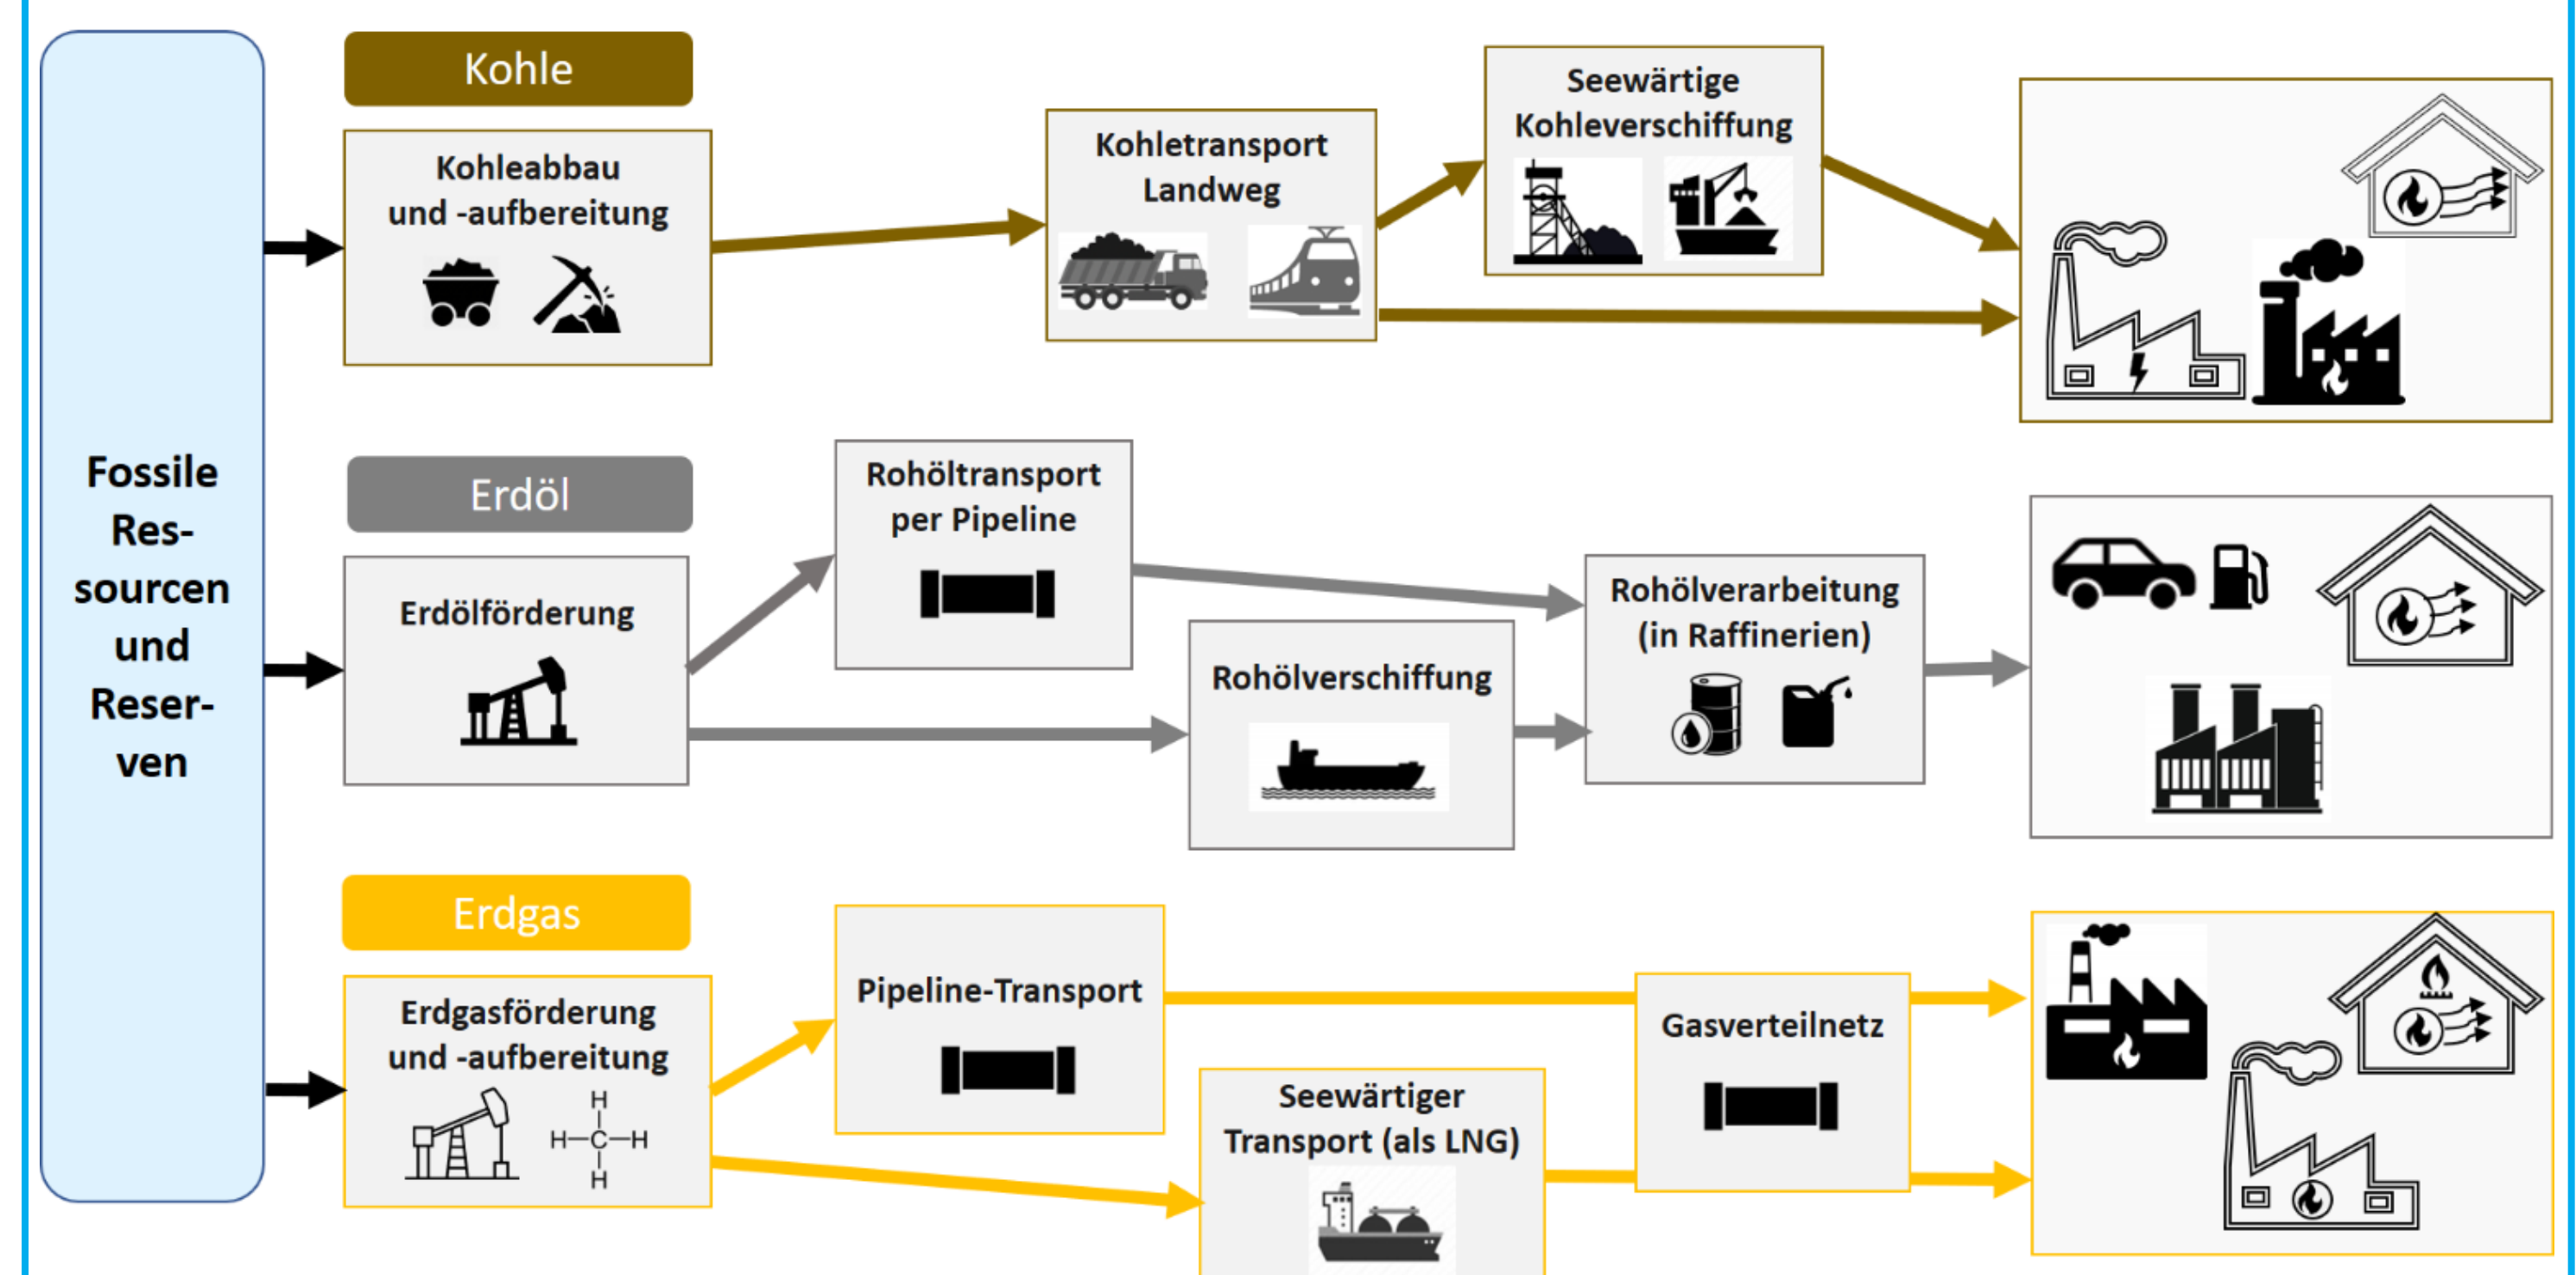 Fossile
Res-
sourcen
und
Reser-
ven
Kohle
Kohleabbau
und -aufbereitung
Kohletransport
Landweg
Seewärtige
Kohleverschiffung
Erdöl
Erdölförderung
Rohöltransport
per Pipeline
Rohölverschiffung
Rohölverarbeitung
(in Raffinerien)
Erdgas
Erdgasförderung
und -aufbereitung
H
H-C-H
H
Pipeline-Transport
Seewärtiger
Transport (als LNG)
Gasverteilnetz